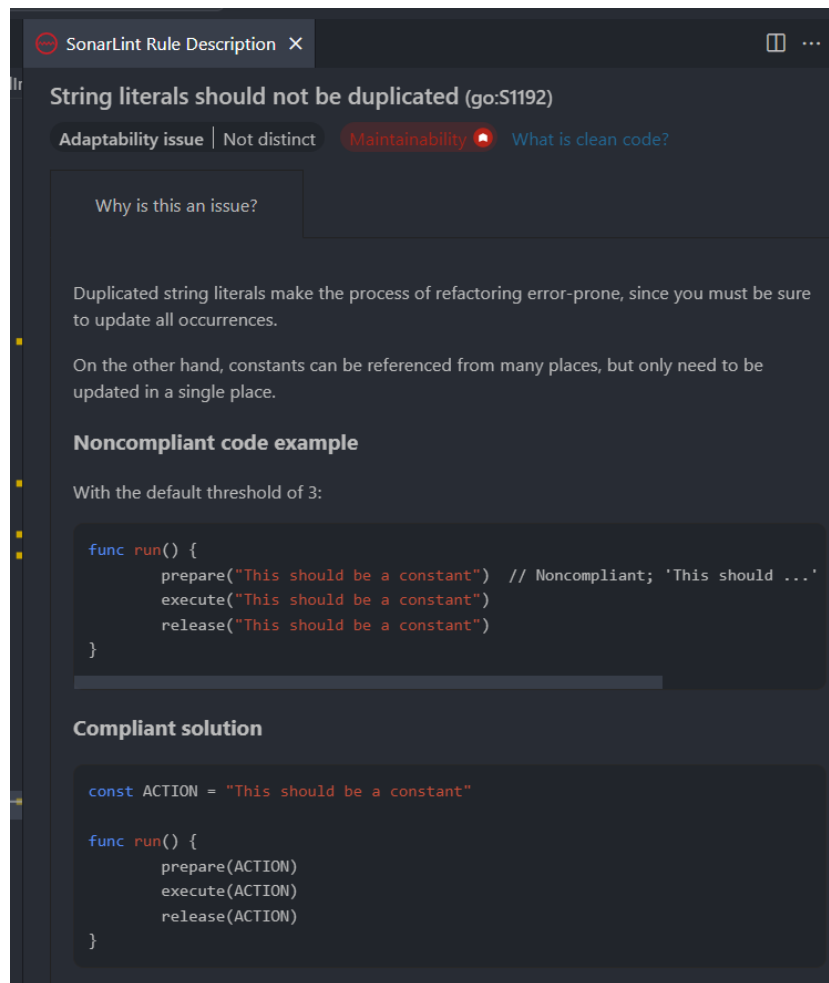 SonarLint Rule Description
String literals should not be duplicated (go:S1192)
Adaptability issue | Not distinct Maintainability What is clean code?
Why is this an issue?
Duplicated string literals make the process of refactoring error-prone, since you must be sure
to update all occurrences.
On the other hand, constants can be referenced from many places, but only need to be
updated in a single place.
Noncompliant code example
With the default threshold of 3:
func run() {
        prepare("This should be a constant")  // Noncompliant; 'This should ...'
        execute("This should be a constant")
        release("This should be a constant")
}
Compliant solution
const ACTION = "This should be a constant"
func run() {
        prepare(ACTION)
        execute(ACTION)
        release(ACTION)
}